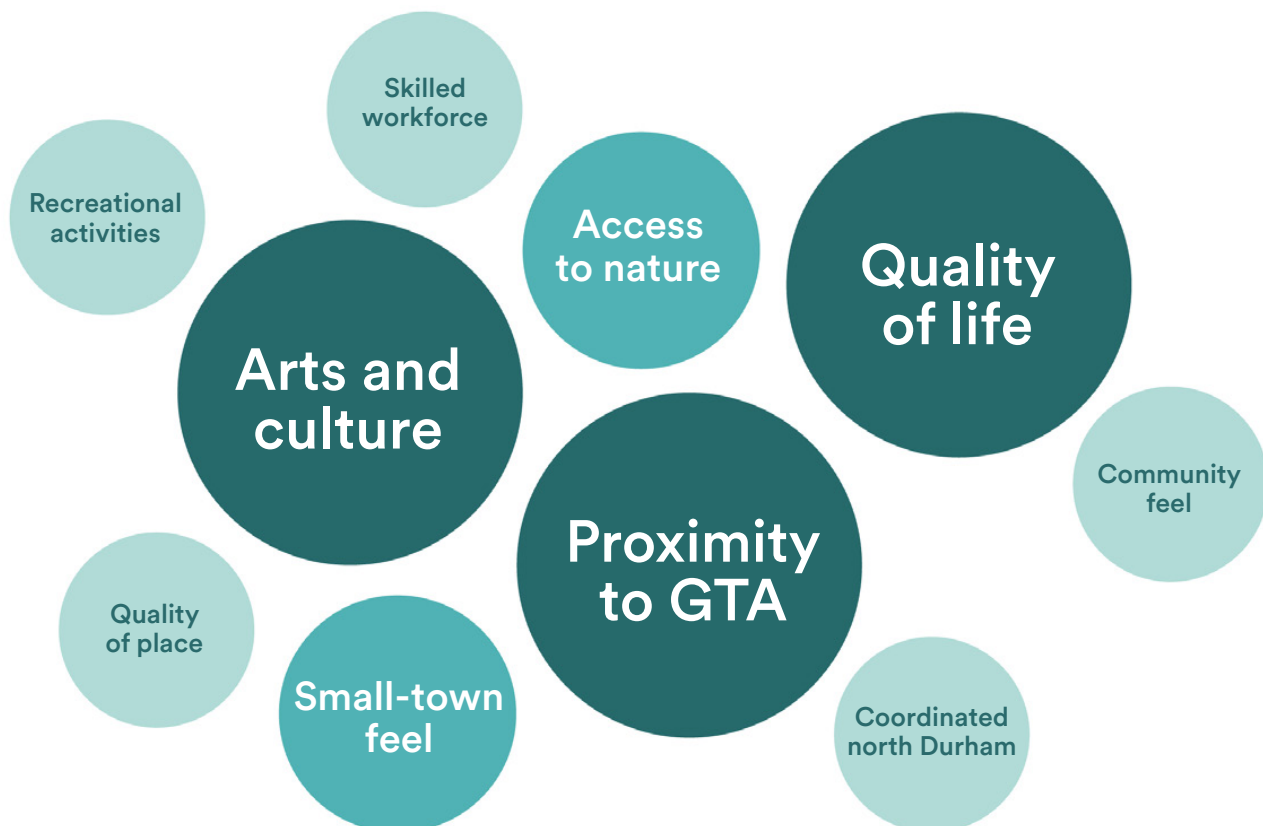 Skilled
workforce
Recreational
activities
Access
to nature
Quality
of life
Arts and
culture
Community
feel
Proximity
to GTA
Quality
of place
Small-town
feel
Coordinated
north Durham